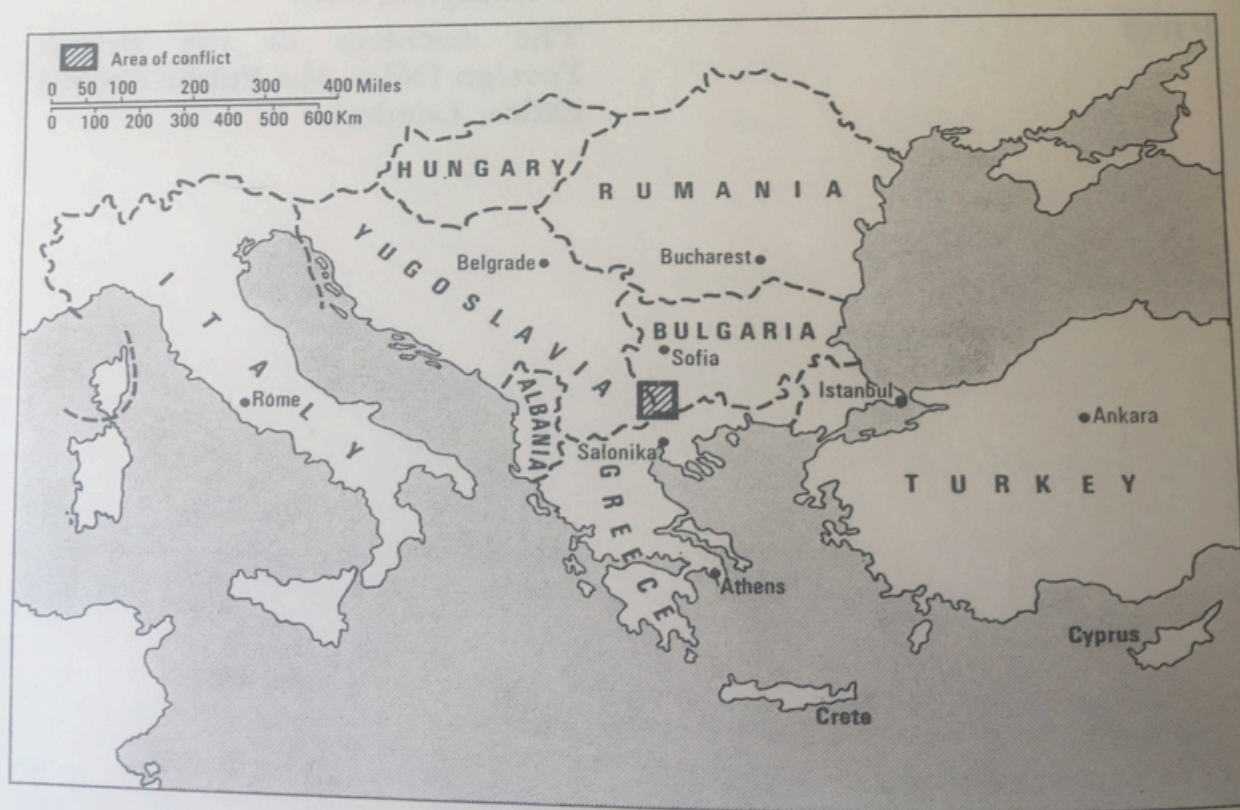 Area of conflict
0 50 100 200 300 400 Miles
0 100 200 300 400 500 600 Km
HUNGARY
RUMANIA
YUGOSLAVIA
Belgrade
Bucharest
ITALY
BULGARIA
Sofia
ALBANIA
Rome
Istanbul
Ankara
Salonika
GREECE
TURKEY
Athens
Cyprus
Crete